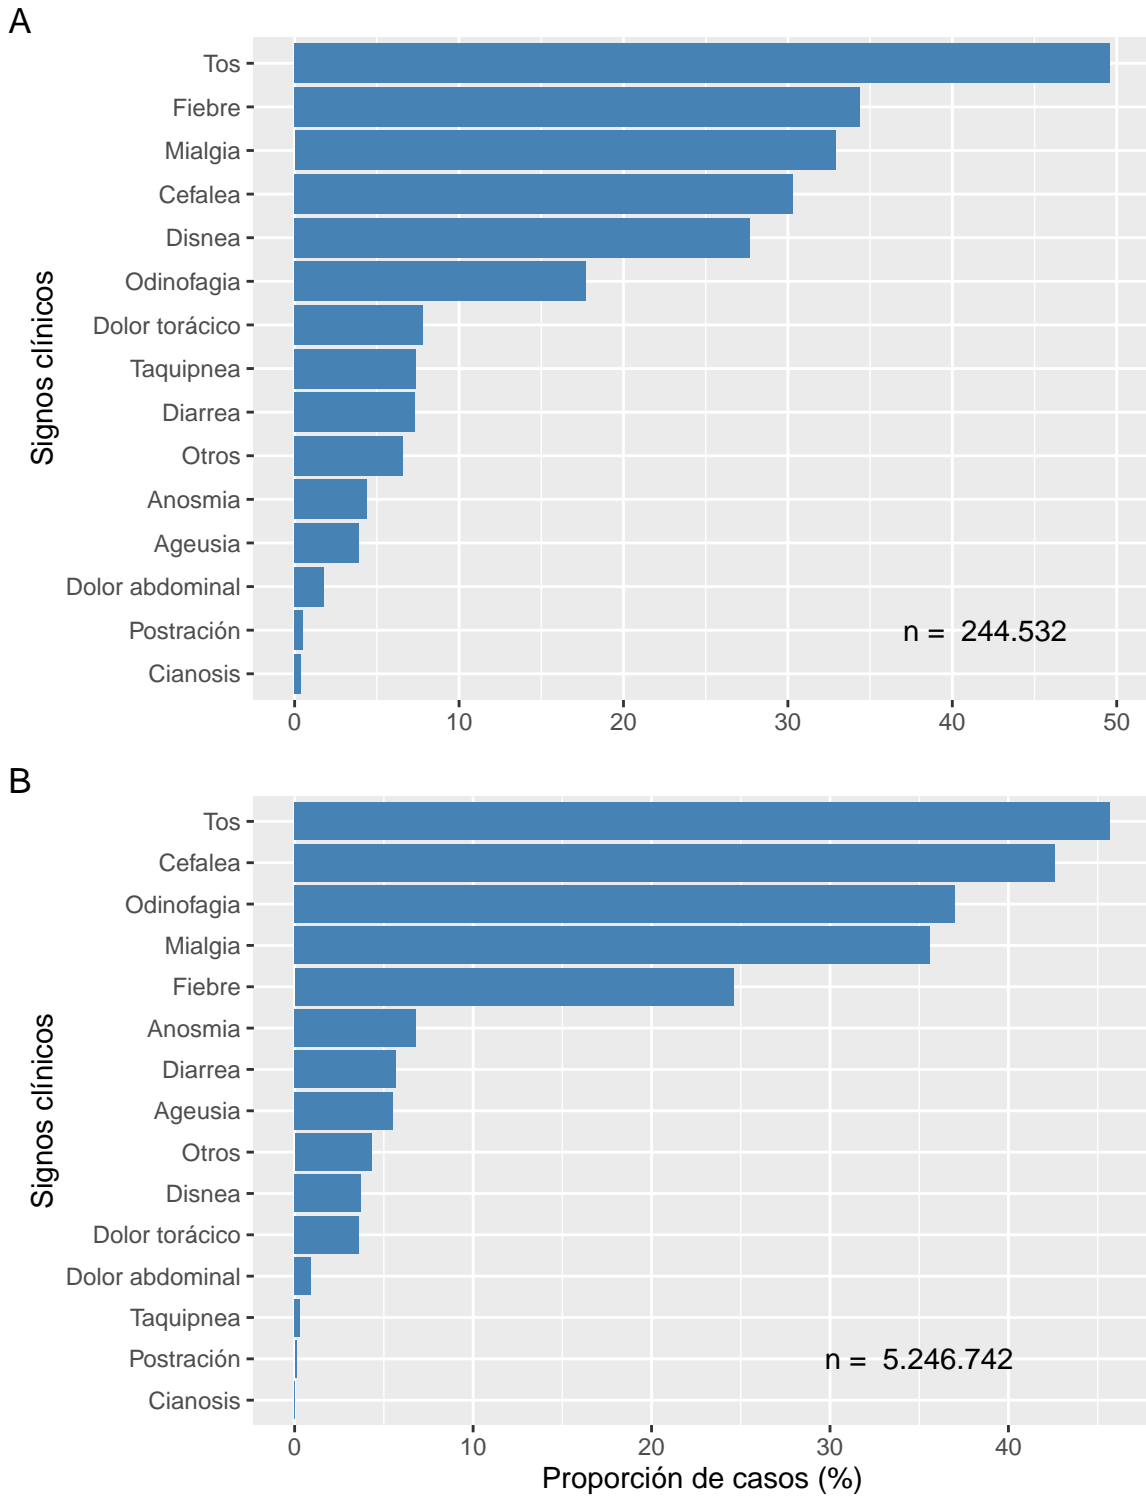 A
Signos clínicos
Tos
Fiebre
Mialgia
Cefalea
Disnea
Odinofagia
Dolor torácico
Taquipnea
Diarrea
Otros
Anosmia
Ageusia
Dolor abdominal
Postración
Cianosis
n = 244.532
0 10 20 30 40 50
B
Signos clínicos
Tos
Cefalea
Odinofagia
Mialgia
Fiebre
Anosmia
Diarrea
Ageusia
Otros
Disnea
Dolor torácico
Dolor abdominal
Taquipnea
Postración
Cianosis
n = 5.246.742
0 10 20 30 40
Proporción de casos (%)